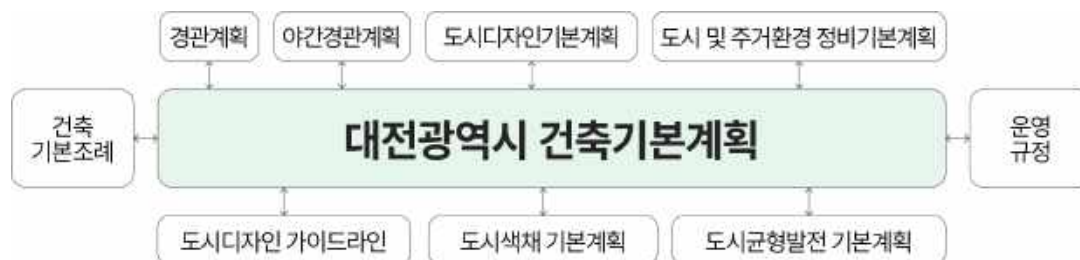 경관계획
야간경관계획
도시디자인기본계획
도시 및 주거환경 정비기본계획
건축
기본조례
대전광역시 건축기본계획
운영
규정
도시디자인 가이드라인
도시색채 기본계획
도시균형발전 기본계획